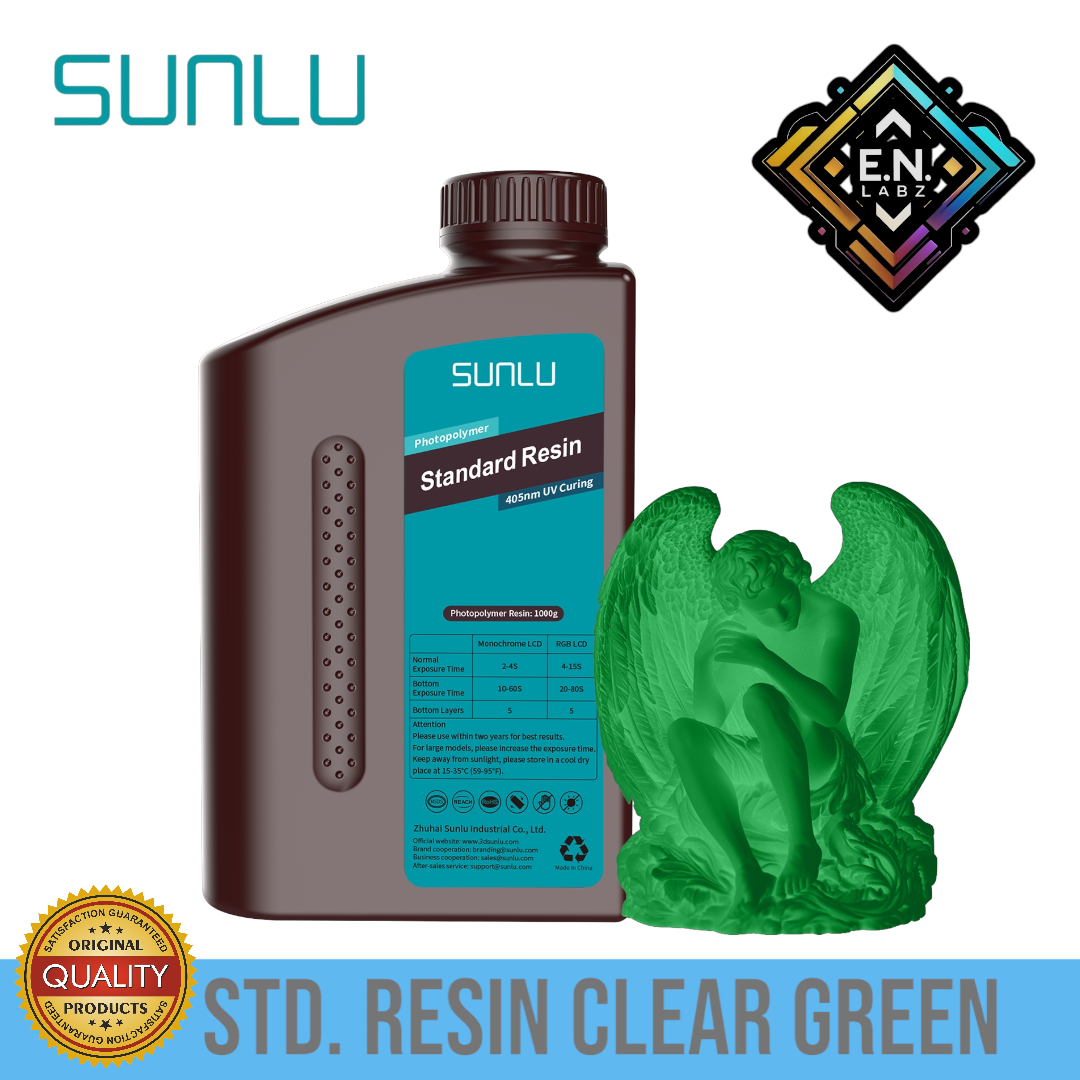 SUNLU
E.N.
LABZ
SUNLU
Photopolymer
Standard Resin
405nm UV Curing
Photopolymer Resin: 1000g
Monochrome LCD RGB LCD
Normal
Exposure Time 2-4S 4-15S
Bottom
Exposure Time 10-60S 20-80S
Bottom Layers 5 5
Attention
Please use within two years for best results.
For large models, please increase the exposure time.
Keep away from sunlight, please store in a cool dry
place at 15-35°C (59-95°F).
MSDS REACH RoHS
Zhuhai Sunlu Industrial Co., Ltd.
Official website: www.3dsunlu.com
Brand cooperation: branding@sunlu.com
Business cooperation: sales@sunlu.com
After-sales service: support@sunlu.com
Made in China
SATISFACTION GUARANTEED
ORIGINAL
QUALITY
PRODUCTS
SATISFACTION GUARANTEED
STD. RESIN CLEAR GREEN